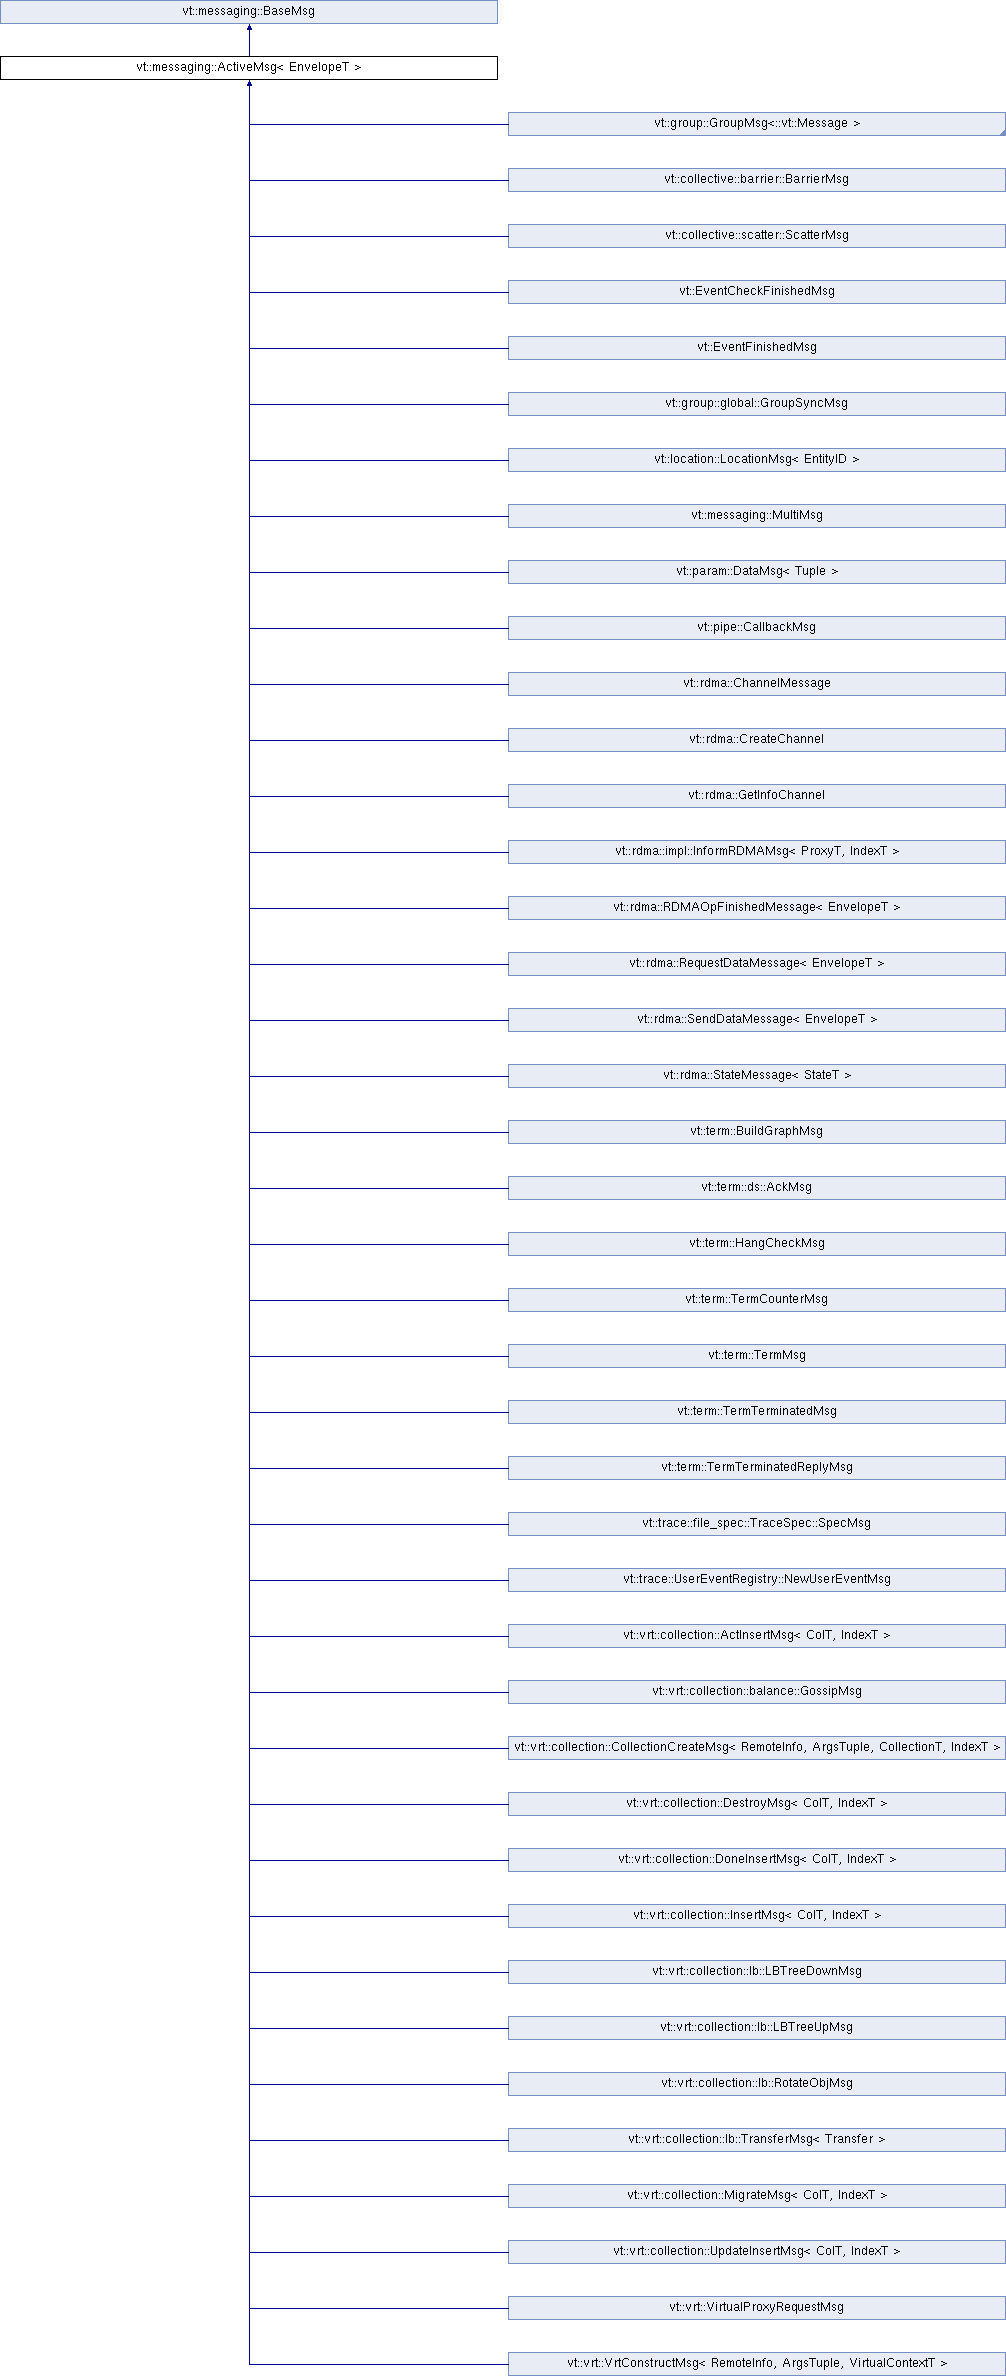 vt::messaging::BaseMsg
vt::messaging::ActiveMsg< EnvelopeT >
vt::group::GroupMsg<::vt::Message >
vt::collective::barrier::BarrierMsg
vt::collective::scatter::ScatterMsg
vt::EventCheckFinishedMsg
vt::EventFinishedMsg
vt::group::global::GroupSyncMsg
vt::location::LocationMsg< EntityID >
vt::messaging::MultiMsg
vt::param::DataMsg< Tuple >
vt::pipe::CallbackMsg
vt::rdma::ChannelMessage
vt::rdma::CreateChannel
vt::rdma::GetInfoChannel
vt::rdma::impl::InformRDMAMsg< ProxyT, IndexT >
vt::rdma::RDMAOpFinishedMessage< EnvelopeT >
vt::rdma::RequestDataMessage< EnvelopeT >
vt::rdma::SendDataMessage< EnvelopeT >
vt::rdma::StateMessage< StateT >
vt::term::BuildGraphMsg
vt::term::ds::AckMsg
vt::term::HangCheckMsg
vt::term::TermCounterMsg
vt::term::TermMsg
vt::term::TermTerminatedMsg
vt::term::TermTerminatedReplyMsg
vt::trace::file_spec::TraceSpec::SpecMsg
vt::trace::UserEventRegistry::NewUserEventMsg
vt::vrt::collection::ActInsertMsg< ColT, IndexT >
vt::vrt::collection::balance::GossipMsg
vt::vrt::collection::CollectionCreateMsg< RemoteInfo, ArgsTuple, CollectionT, IndexT >
vt::vrt::collection::DestroyMsg< ColT, IndexT >
vt::vrt::collection::DoneInsertMsg< ColT, IndexT >
vt::vrt::collection::InsertMsg< ColT, IndexT >
vt::vrt::collection::lb::LBTreeDownMsg
vt::vrt::collection::lb::LBTreeUpMsg
vt::vrt::collection::lb::RotateObjMsg
vt::vrt::collection::lb::TransferMsg< Transfer >
vt::vrt::collection::MigrateMsg< ColT, IndexT >
vt::vrt::collection::UpdateInsertMsg< ColT, IndexT >
vt::vrt::VirtualProxyRequestMsg
vt::vrt::VrtConstructMsg< RemoteInfo, ArgsTuple, VirtualContextT >